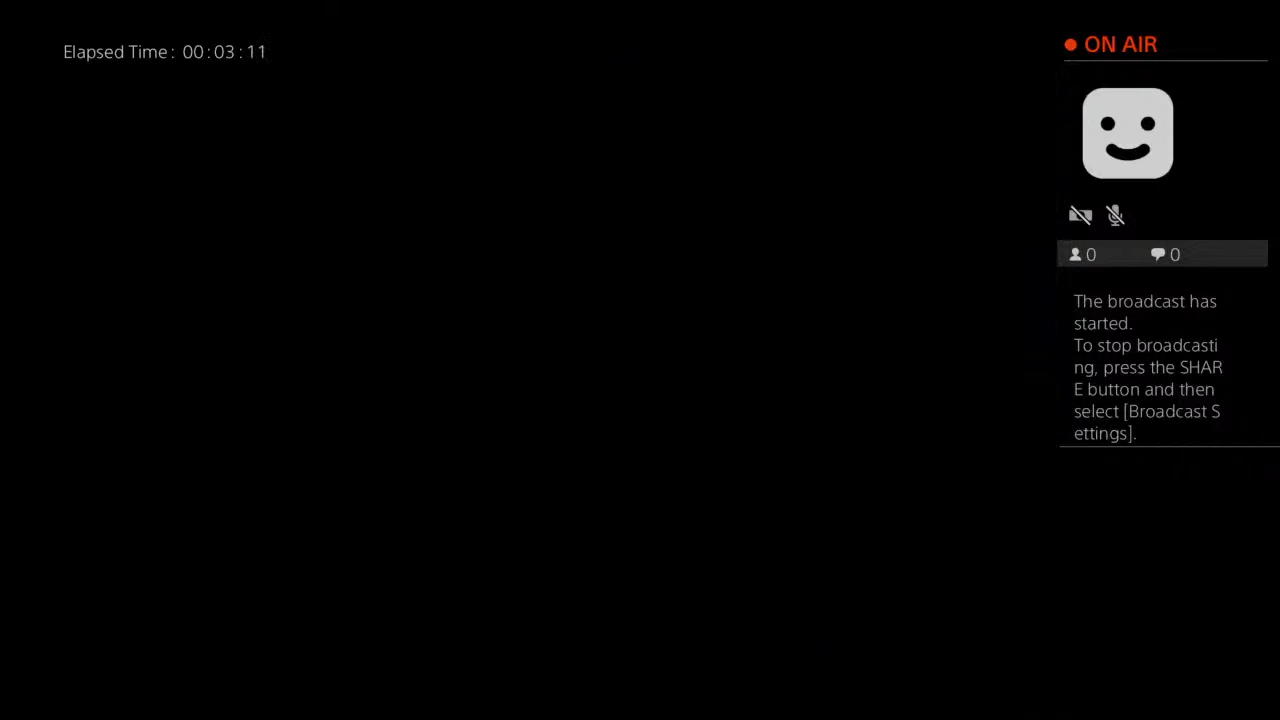 Elapsed Time: 00:03:11
ON AIR
0 0
The broadcast has
started.
To stop broadcasti
ng, press the SHAR
E button and then
select [Broadcast S
ettings].